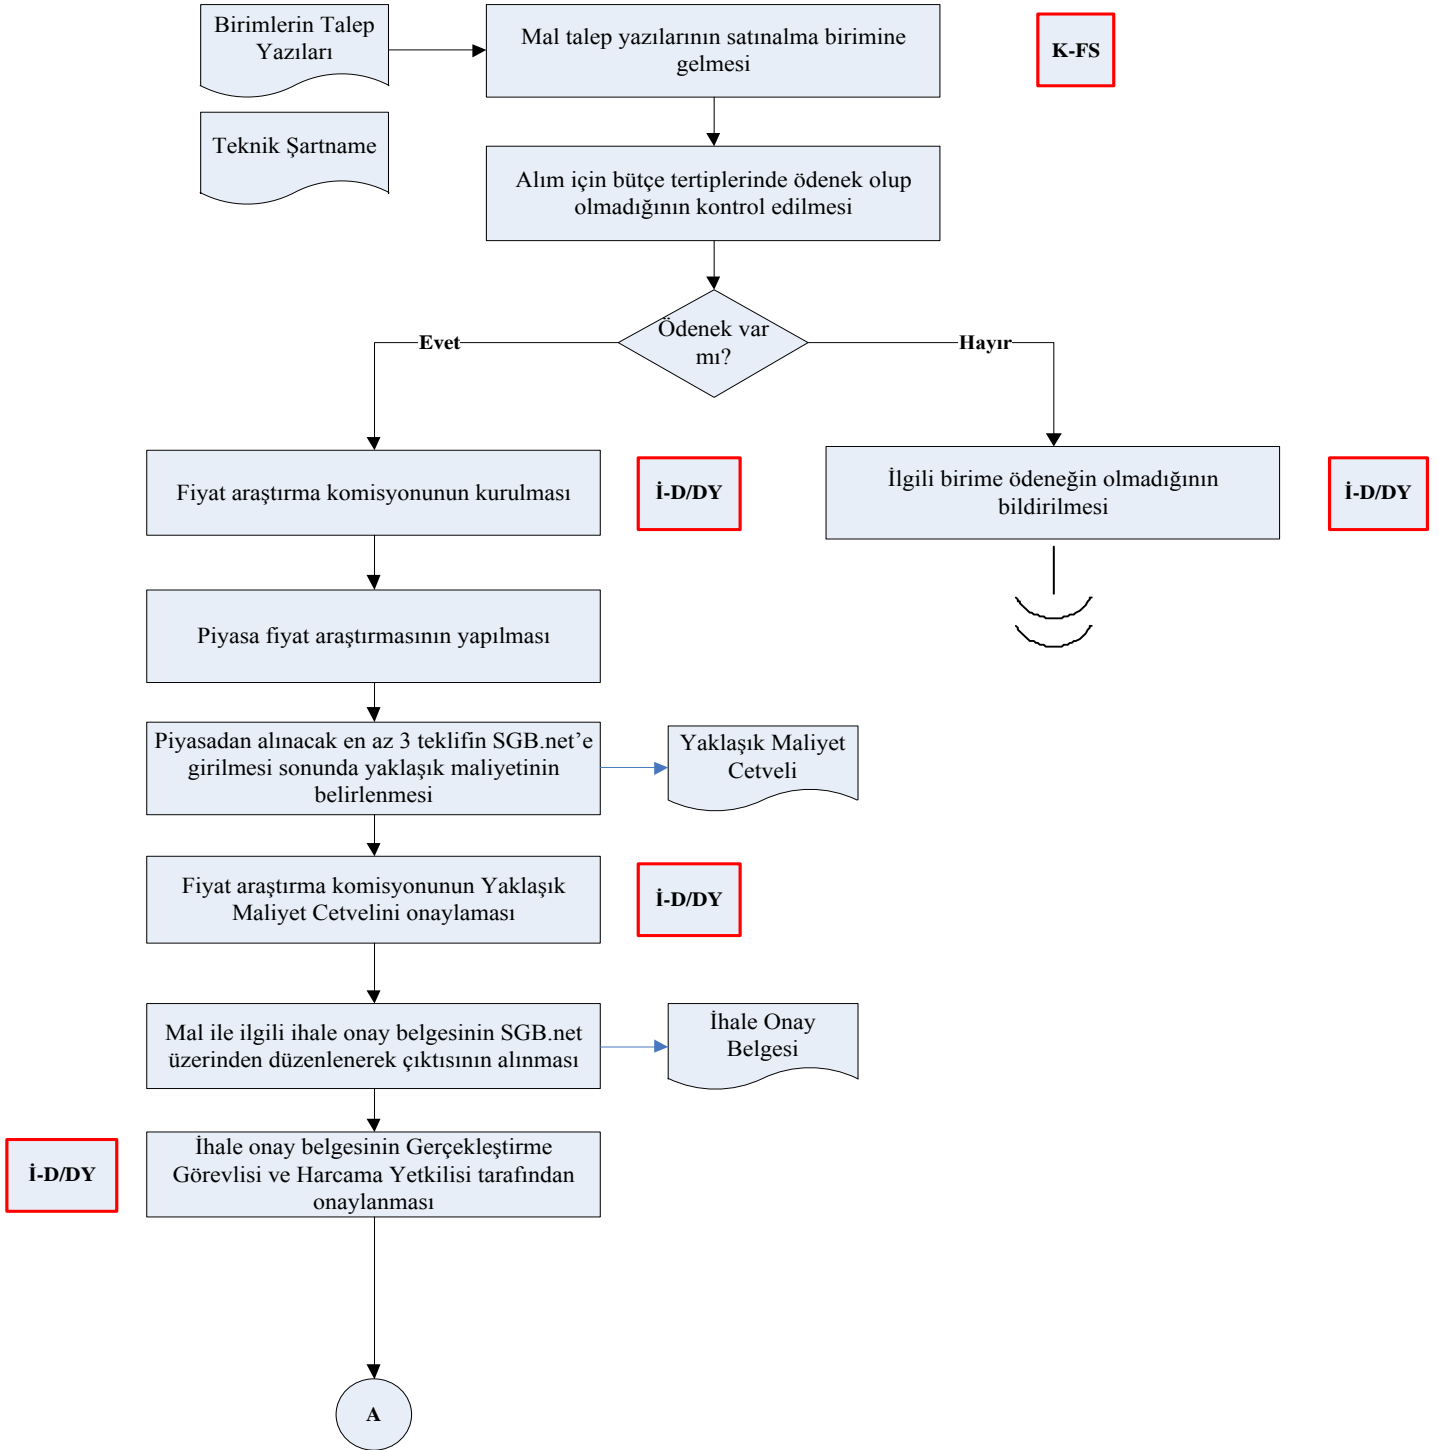 Birimlerin Talep
Yazıları
Mal talep yazılarının satınalma birimine
gelmesi
K-FS
Teknik Şartname
Alım için bütçe tertiplerinde ödenek olup
olmadığının kontrol edilmesi
Ödenek var
mı?
Evet
Hayır
Fiyat araştırma komisyonunun kurulması
İ-D/DY
İlgili birime ödeneğin olmadığının
bildirilmesi
İ-D/DY
Piyasa fiyat araştırmasının yapılması
Piyasadan alınacak en az 3 teklifin SGB.net’e
girilmesi sonunda yaklaşık maliyetinin
belirlenmesi
Yaklaşık Maliyet
Cetveli
Fiyat araştırma komisyonunun Yaklaşık
Maliyet Cetvelini onaylaması
İ-D/DY
Mal ile ilgili ihale onay belgesinin SGB.net
üzerinden düzenlenerek çıktısının alınması
İhale Onay
Belgesi
İ-D/DY
İhale onay belgesinin Gerçekleştirme
Görevlisi ve Harcama Yetkilisi tarafından
onaylanması
A